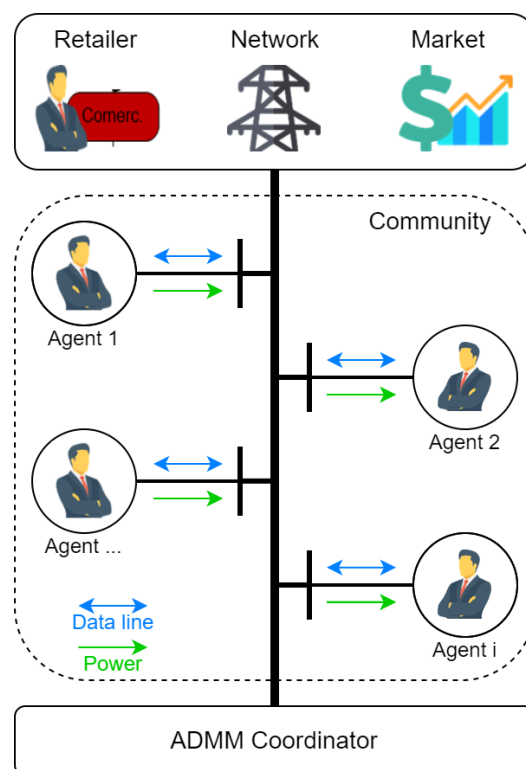 Retailer
Network
Market
Comerc.
$
Community
Agent 1
Agent 2
Agent ...
Agent i
Data line
Power
ADMM Coordinator